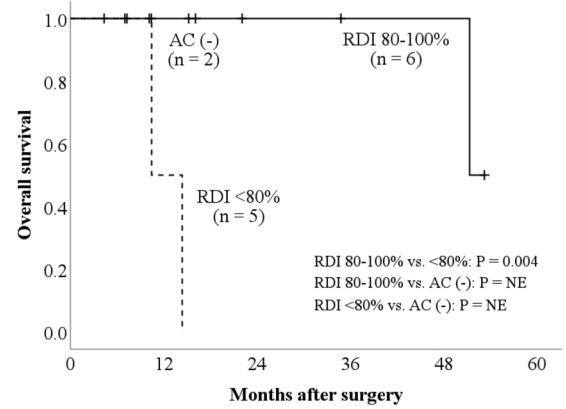 1.0
0.8
0.6
0.4
0.2
0.0
Overall survival
AC (-)
(n = 2)
RDI 80-100%
(n = 6)
RDI <80%
(n = 5)
RDI 80-100% vs. <80%: P = 0.004
RDI 80-100% vs. AC (-): P = NE
RDI <80% vs. AC (-): P = NE
0 12 24 36 48 60
Months after surgery